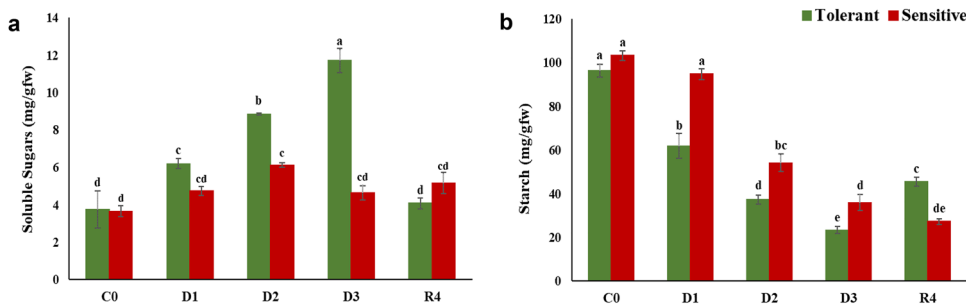 a
Soluble Sugars (mg/gfw)
14
12
10
8
6
4
2
0
d d c cd b c a cd d cd
C0 D1 D2 D3 R4
b
Tolerant Sensitive
Starch (mg/gfw)
120
100
80
60
40
20
0
a a b a d bc e d c de
C0 D1 D2 D3 R4